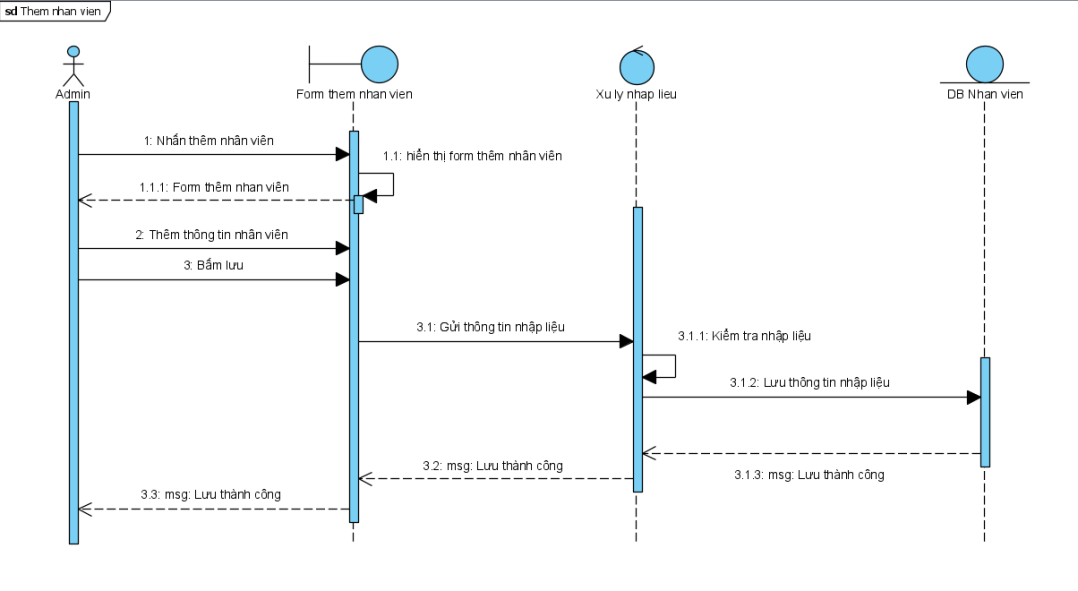 sd Them nhan vien
Admin
Form them nhan vien
Xu ly nhap lieu
DB Nhan vien
1: Nhấn thêm nhân viên
1.1: hiển thị form thêm nhân viên
1.1.1: Form thêm nhan viên
2: Thêm thông tin nhân viên
3: Bấm lưu
3.1: Gửi thông tin nhập liệu
3.1.1: Kiểm tra nhập liệu
3.1.2: Lưu thông tin nhập liệu
3.1.3: msg: Lưu thành công
3.2: msg: Lưu thành công
3.3: msg: Lưu thành công